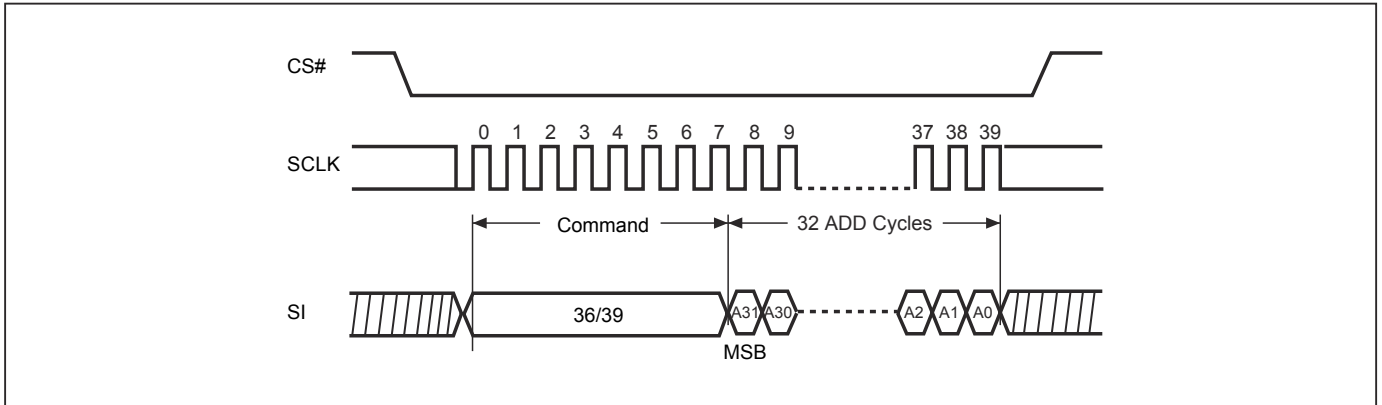 CS#
0 1 2 3 4 5 6 7 8 9 37 38 39
SCLK
Command 32 ADD Cycles
SI 36/39 A31 A30 A2 A1 A0
MSB